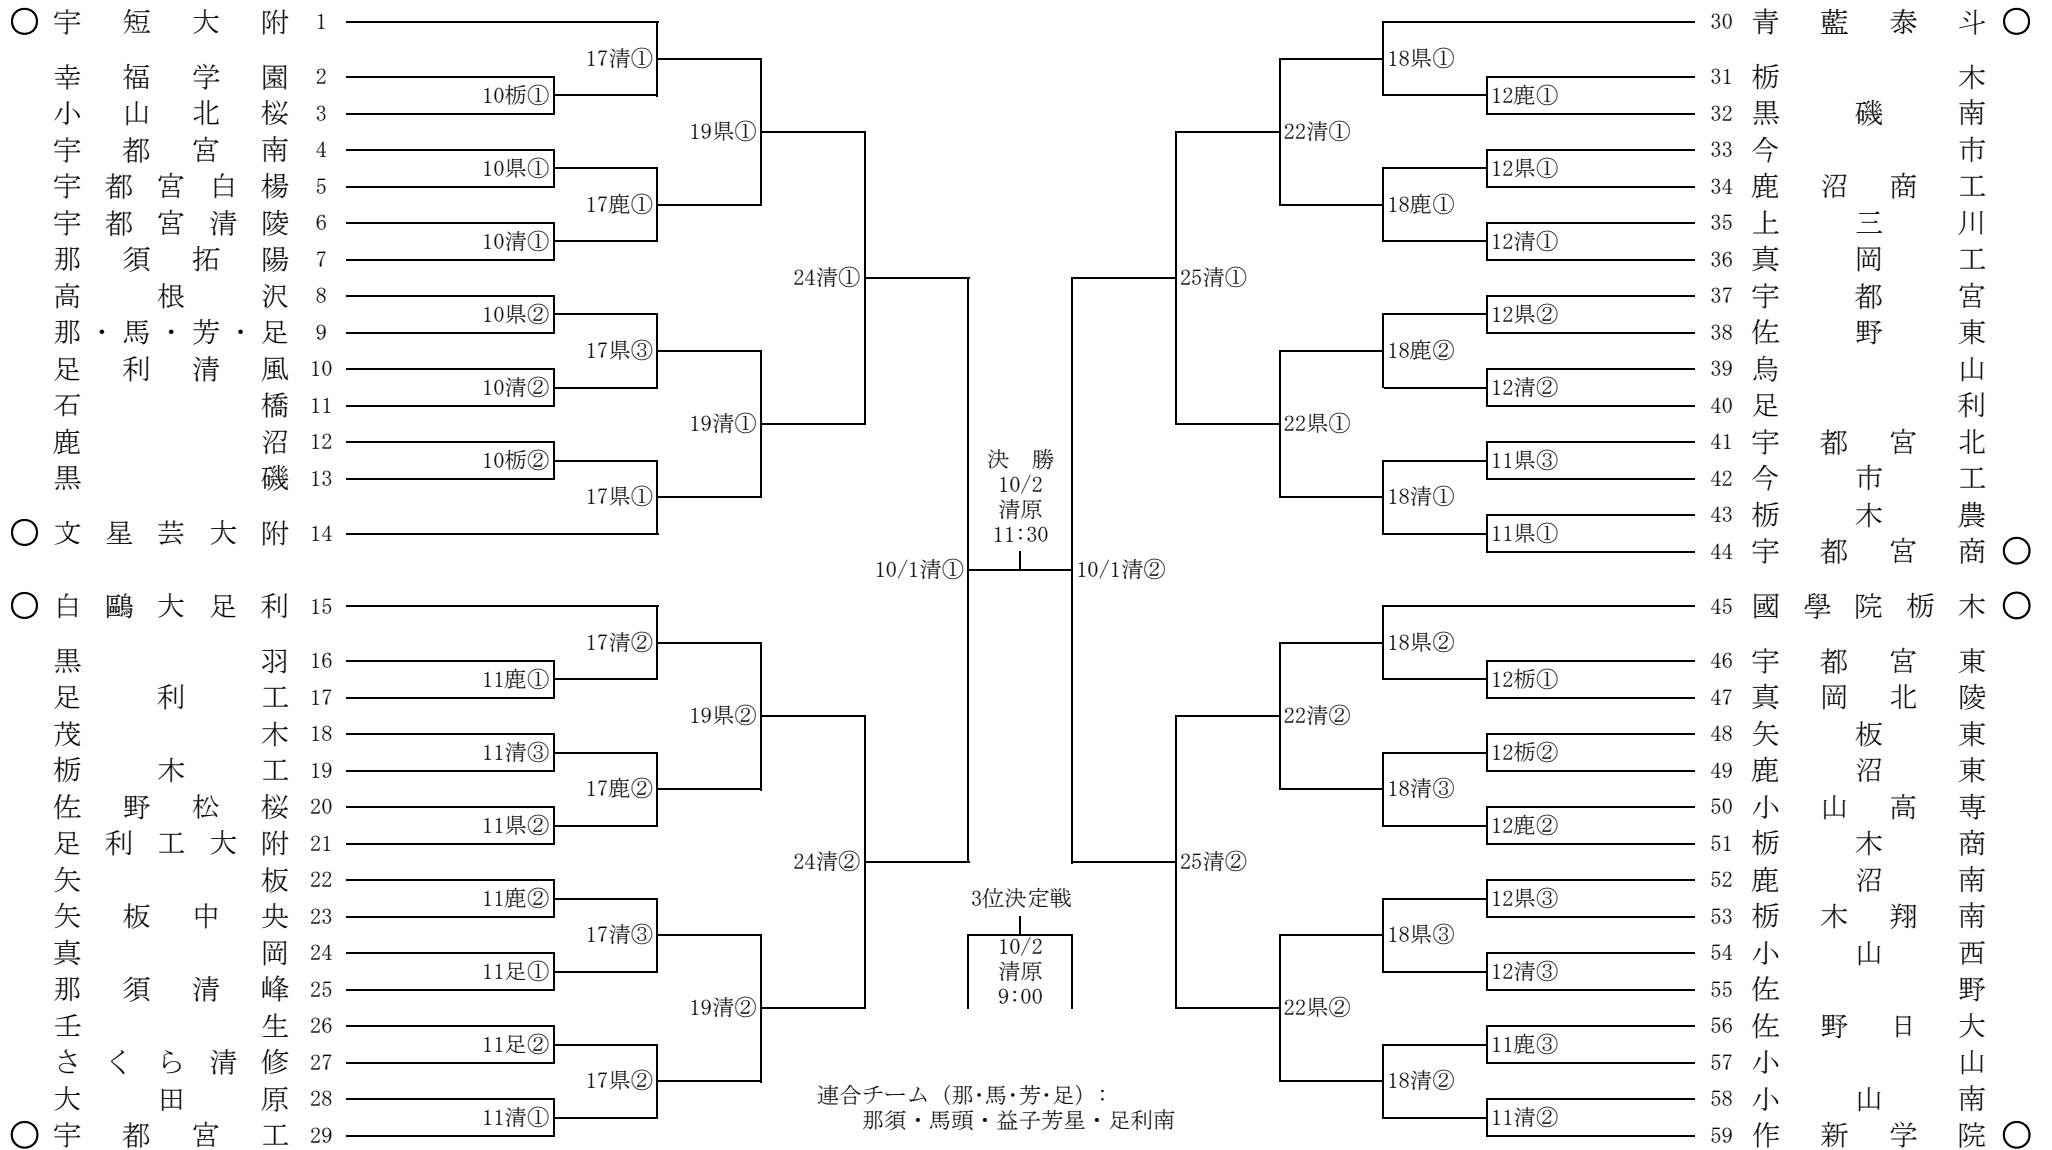 ○ 宇短大附 1
幸福学園 2
小山北桜 3
宇都宮南 4
宇都宮白楊 5
宇都宮清陵 6
那須拓陽 7
高根沢 8
那・馬・芳・足 9
足利清風 10
石橋 11
鹿沼 12
黒磯 13
○ 文星芸大附 14
○ 白鷗大足利 15
黒羽 16
足利工 17
茂木 18
栃木工 19
佐野松桜 20
足利工大附 21
矢板 22
矢板中央 23
真岡 24
那須清峰 25
壬生 26
さくら清修 27
大田原 28
○ 宇都宮工 29
10栃①
10県①
10清①
10県②
10清②
10栃②
11鹿①
11清③
11県②
11鹿②
11足①
11足②
11清①
17清①
17鹿①
17県③
17県①
17清②
17鹿②
17清③
17県②
19県①
19清①
19県②
19清②
24清①
24清②
10/1清①
決勝
10/2
清原
11:30
3位決定戦
10/2
清原
9:00
連合チーム（那・馬・芳・足）：
那須・馬頭・益子芳星・足利南
10/1清②
25清①
25清②
22清①
22県①
22清②
22県②
18県①
18鹿①
18鹿②
18清①
18県②
18清③
18県③
18清②
12鹿①
12県①
12清①
12県②
12清②
11県③
11県①
12栃①
12栃②
12鹿②
12県③
12清③
11鹿③
11清②
30 青藍泰斗 ○
31 栃木
32 黒磯南
33 今市
34 鹿沼商工
35 上三川
36 真岡工
37 宇都宮
38 佐野東
39 烏山
40 足利
41 宇都宮北
42 今市工
43 栃木農
44 宇都宮商 ○
45 國學院栃木 ○
46 宇都宮東
47 真岡北陵
48 矢板東
49 鹿沼東
50 小山高専
51 栃木商
52 鹿沼南
53 栃木翔南
54 小山西
55 佐野
56 佐野日大
57 小山
58 小山南
59 作新学院 ○